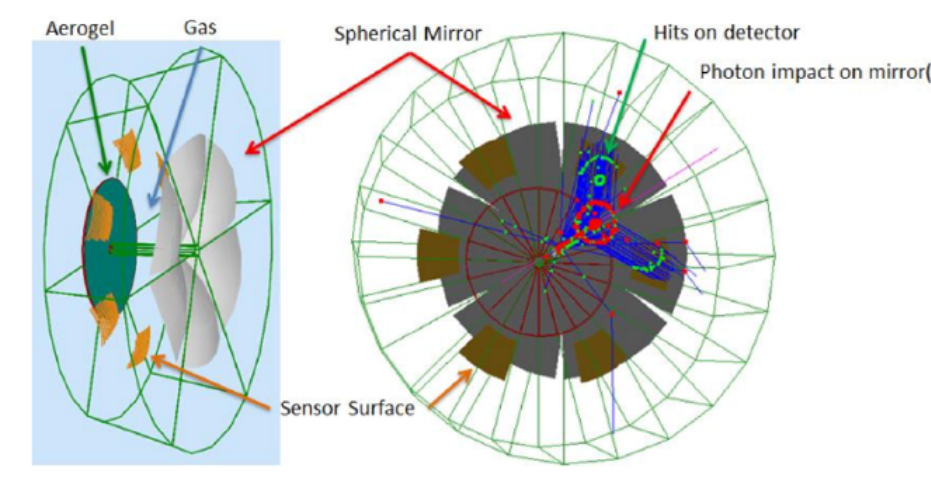 Aerogel
Gas
Spherical Mirror
Hits on detector
Photon impact on mirror(
Sensor Surface